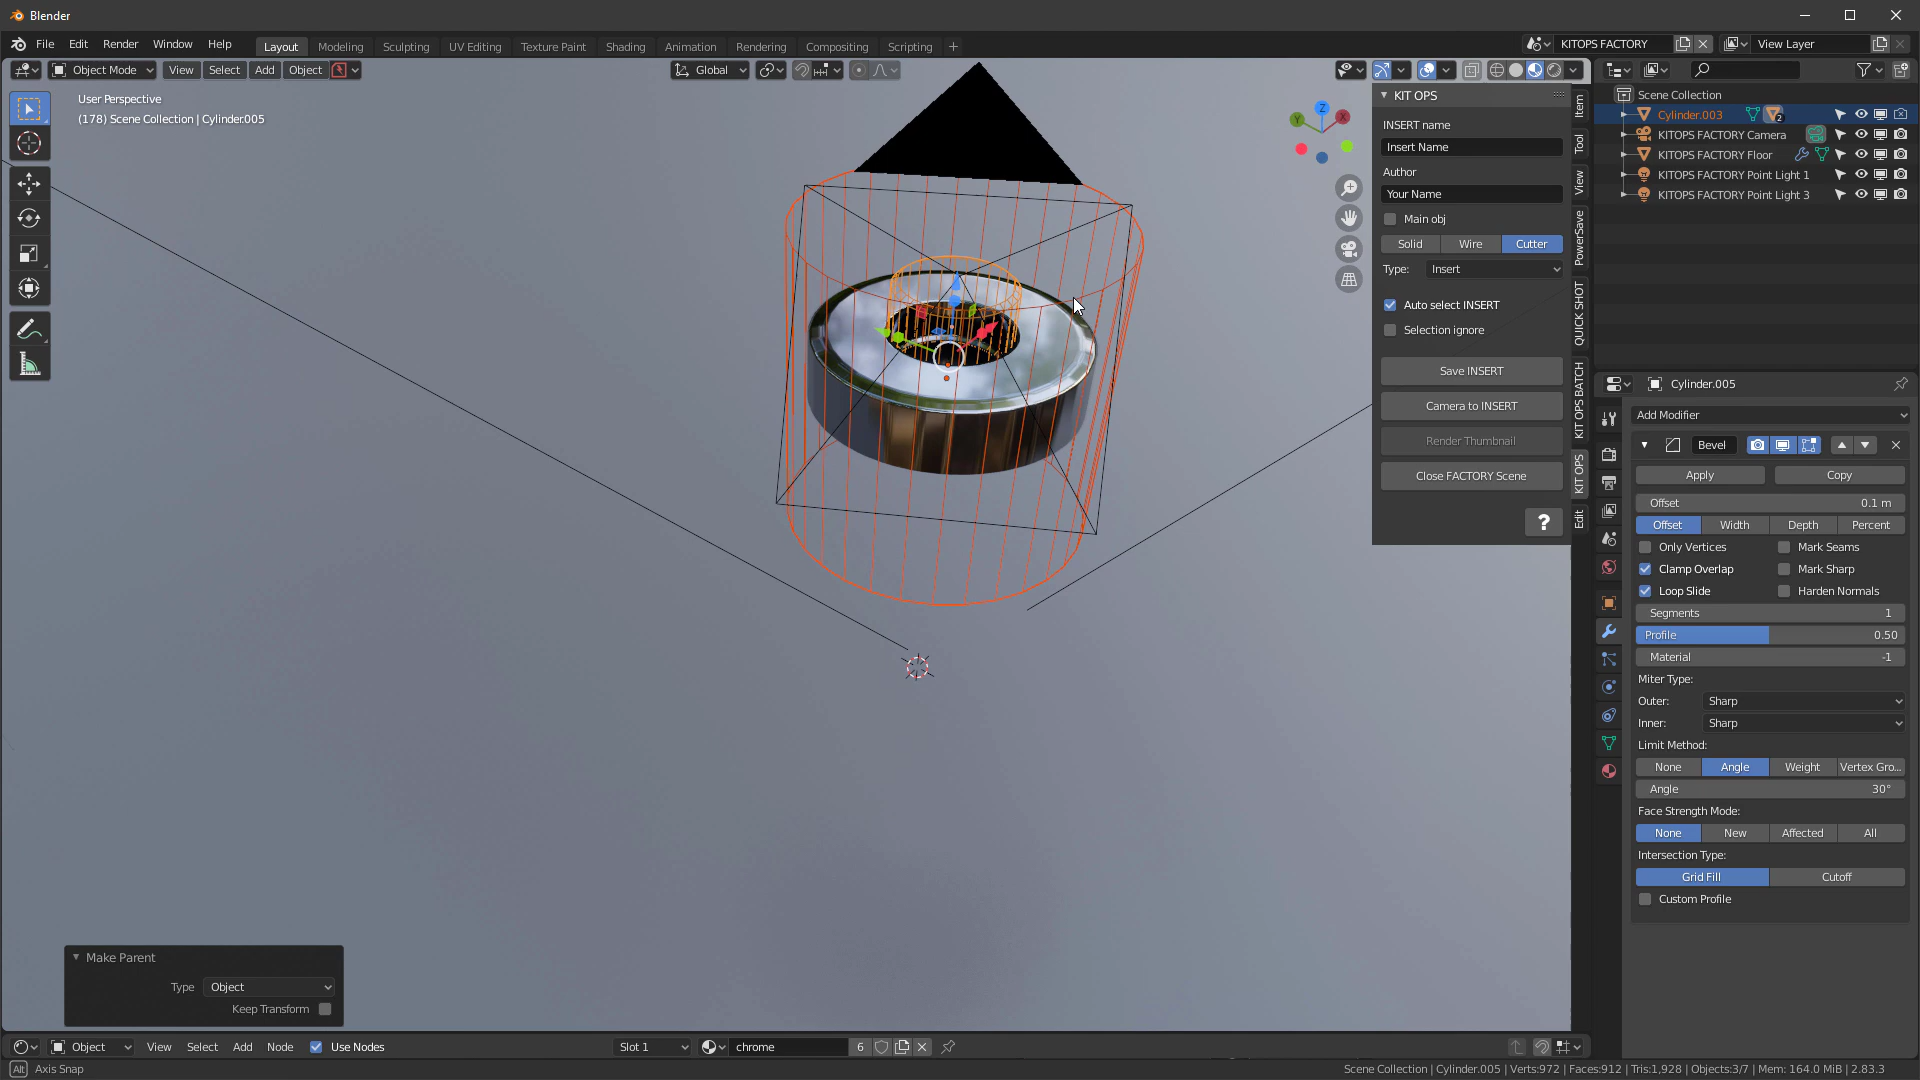 Blender
File Edit Render Window Help
Layout Modeling Sculpting UV Editing Texture Paint Shading Animation Rendering Compositing Scripting +
KITOPS FACTORY
View Layer
Object Mode View Select Add Object
Global
User Perspective
(178) Scene Collection | Cylinder.005
Z
Y
X
KIT OPS
INSERT name
Insert Name
Author
Your Name
Main obj
Solid Wire Cutter
Type: Insert
Auto select INSERT
Selection ignore
Save INSERT
Camera to INSERT
Render Thumbnail
Close FACTORY Scene
?
Item
Tool
View
PowerSave
QUICK SHOT
KIT OPS BATCH
KIT OPS
Edit
Scene Collection
Cylinder.003 2
KITOPS FACTORY Camera
KITOPS FACTORY Floor
KITOPS FACTORY Point Light 1
KITOPS FACTORY Point Light 3
Cylinder.005
Add Modifier
Bevel
Apply Copy
Offset 0.1 m
Offset Width Depth Percent
Only Vertices Mark Seams
Clamp Overlap Mark Sharp
Loop Slide Harden Normals
Segments 1
Profile 0.50
Material -1
Miter Type:
Outer: Sharp
Inner: Sharp
Limit Method:
None Angle Weight Vertex Gro...
Angle 30°
Face Strength Mode:
None New Affected All
Intersection Type:
Grid Fill Cutoff
Custom Profile
Make Parent
Type Object
Keep Transform
Object View Select Add Node Use Nodes
Slot 1
chrome 6
Alt Axis Snap
Scene Collection | Cylinder.005 | Verts:972 | Faces:912 | Tris:1,928 | Objects:3/7 | Mem: 164.0 MiB | 2.83.3